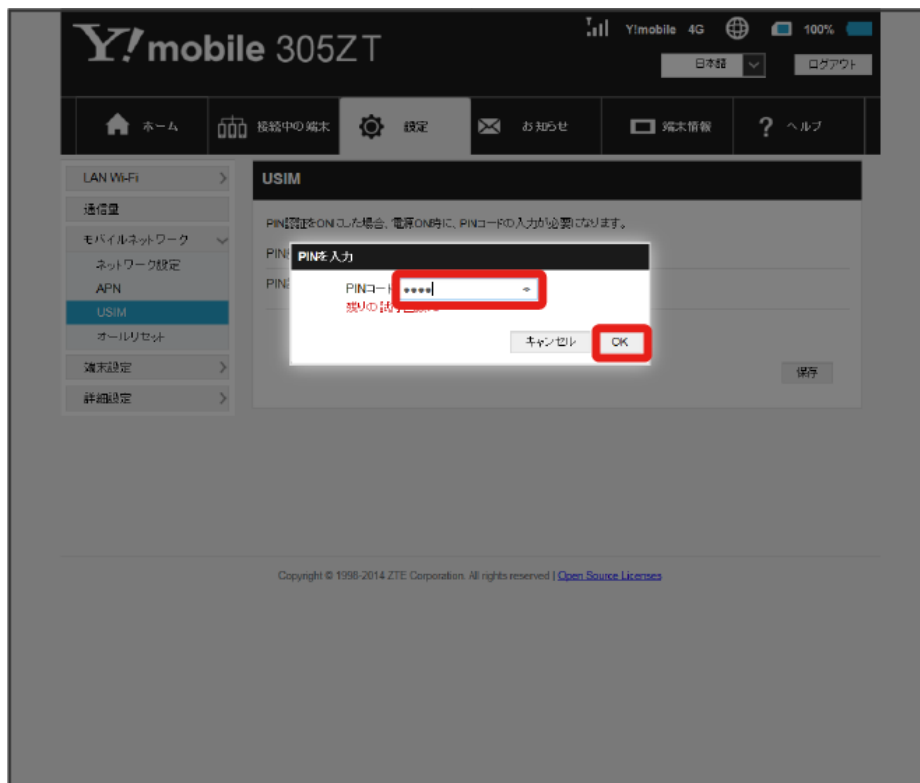 Y!mobile 305ZT
Y!mobile 4G 100%
日本語 ログアウト
ホーム 接続中の端末 設定 お知らせ 端末情報 ? ヘルプ
LAN Wi-Fi
通信量
モバイルネットワーク
ネットワーク設定
APN
USIM
オールリセット
端末設定
詳細設定
USIM
PIN認証をONにした場合、電源ON時に、PINコードの入力が必要になります。
PIN
PIN
PINを入力
PINコード ****
残りの試行
キャンセル OK
保存
Copyright © 1998-2014 ZTE Corporation. All rights reserved | Open Source Licenses